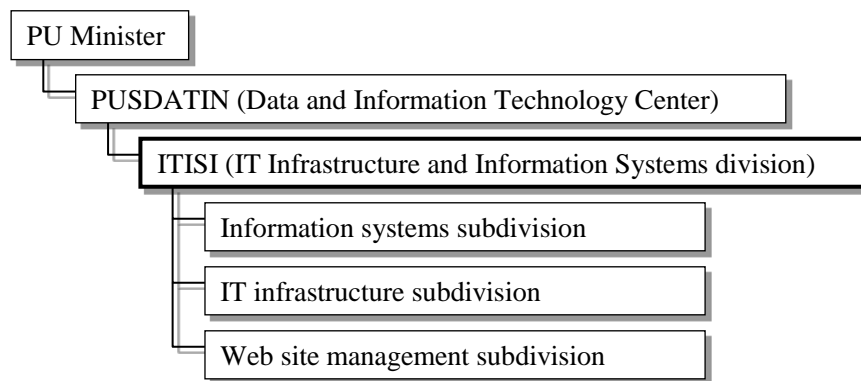 PU Minister
PUSDATIN (Data and Information Technology Center)
ITISI (IT Infrastructure and Information Systems division)
Information systems subdivision
IT infrastructure subdivision
Web site management subdivision